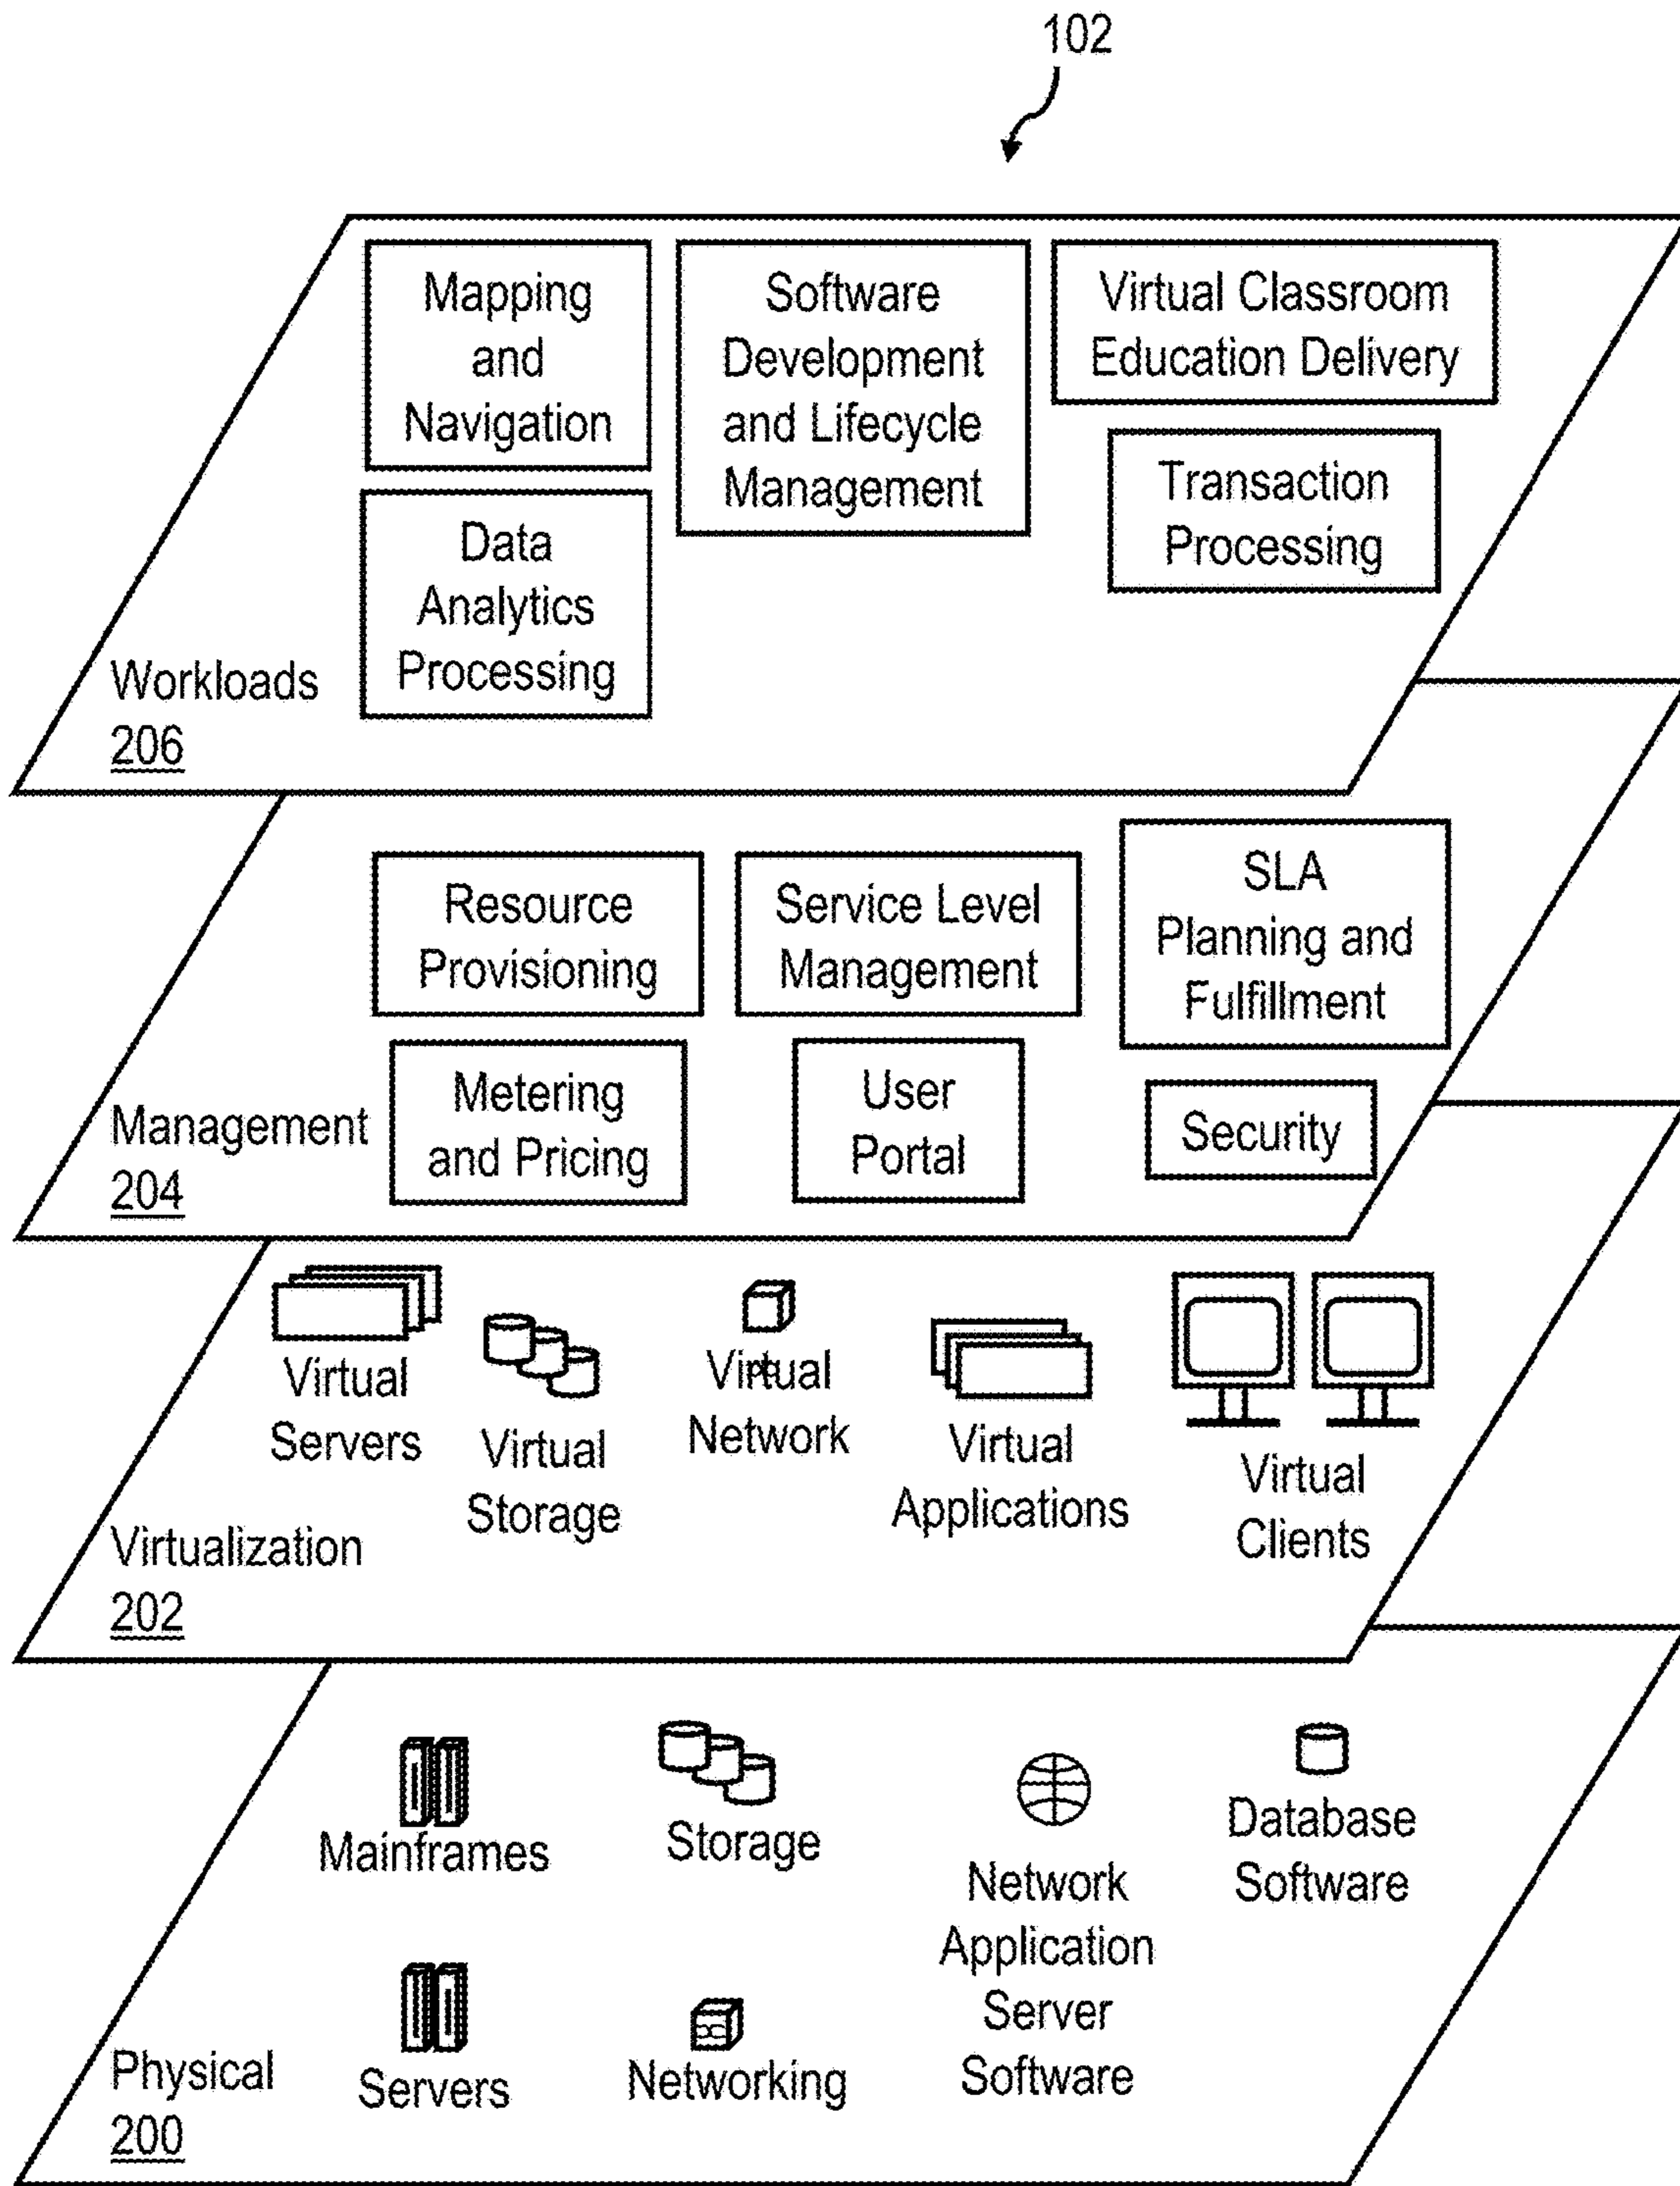 102
Mapping
and
Navigation
Software
Development
and Lifecycle
Management
Virtual Classroom
Education Delivery
Transaction
Processing
Data
Analytics
Processing
Workloads
206
Resource
Provisioning
Service Level
Management
SLA
Planning and
Fulfillment
Metering
and Pricing
User
Portal
Security
Management
204
Virtual
Servers
Virtual
Storage
Virtual
Network
Virtual
Applications
Virtual
Clients
Virtualization
202
Mainframes
Storage
Network
Application
Server
Software
Database
Software
Servers
Networking
Physical
200